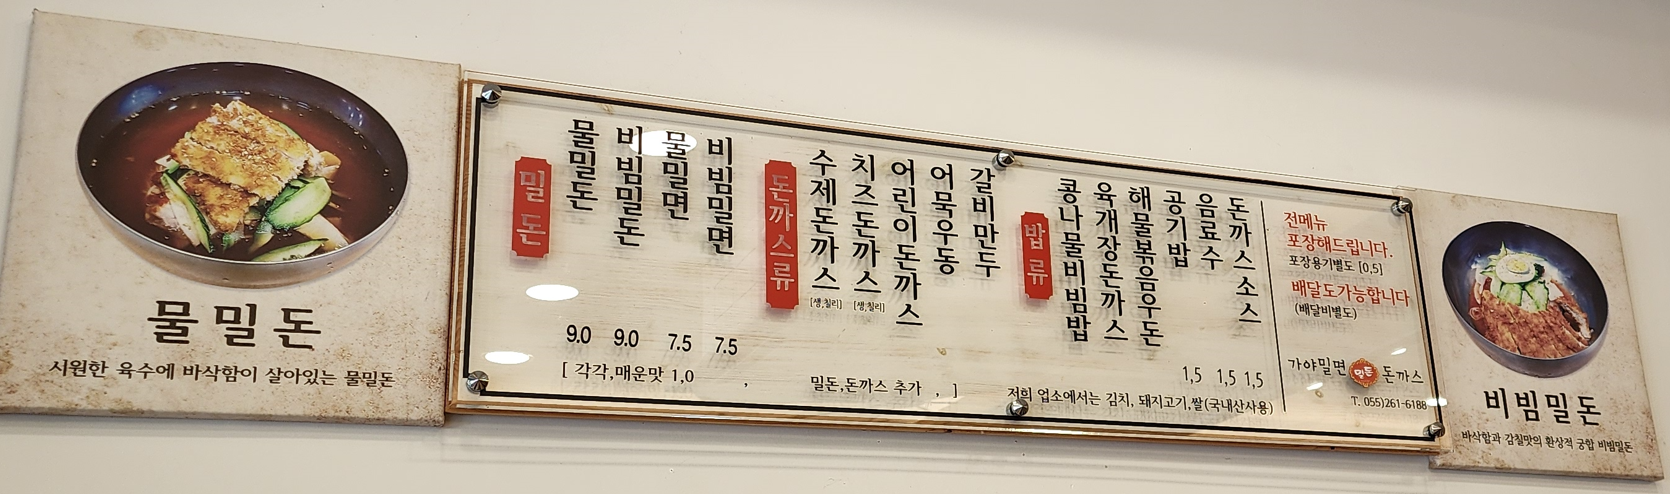 물밀돈
시원한 육수에 바삭함이 살아있는 물밀돈
밀돈
물밀돈 9.0
비빔밀돈 9.0
물밀면 7.5
비빔밀면 7.5
[ 각각,매운맛 1,0 ,
밀돈,돈까스 추가 , ]
돈까스류
수제돈까스 [생,칠리]
치즈돈까스 [생,칠리]
어린이돈까스
어묵우동
갈비만두
밥류
콩나물비빔밥
육개장돈까스
해물볶음우돈
공기밥 1,5
음료수 1,5
돈까스소스 1,5
저희 업소에서는 김치, 돼지고기,쌀(국내산사용)
전메뉴
포장해드립니다.
포장용기별도 [0,5]
배달도가능합니다
(배달비별도)
가야밀면 밀돈 돈까스
T. 055)261-6188
비빔밀돈
바삭함과 감칠맛의 환상적 궁합 비빔밀돈